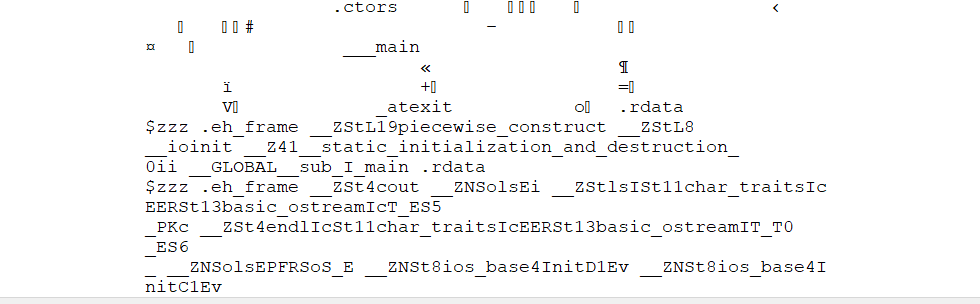 .ctors ‹
# –
¤ ___main
« ¶
ï + =
V _atexit o .rdata
$zzz .eh_frame __ZStL19piecewise_construct __ZStL8
__ioinit __Z41__static_initialization_and_destruction_
0ii __GLOBAL__sub_I_main .rdata
$zzz .eh_frame __ZSt4cout __ZNSolsEi __ZStlsISt11char_traitsIc
EERSt13basic_ostreamIcT_ES5
_PKc __ZSt4endlIcSt11char_traitsIcEERSt13basic_ostreamIT_T0
_ES6
_ __ZNSolsEPFRSoS_E __ZNSt8ios_base4InitD1Ev __ZNSt8ios_base4I
nitC1Ev